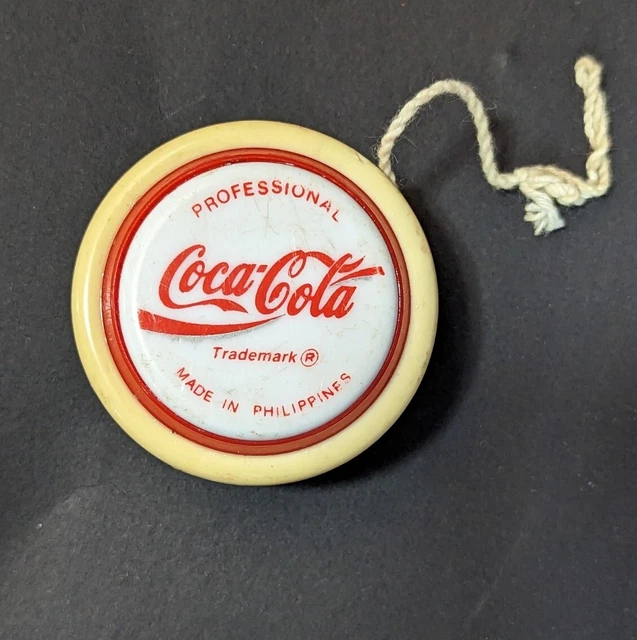 PROFESSIONAL
Coca-Cola
Trademark ®
MADE IN PHILIPPINES